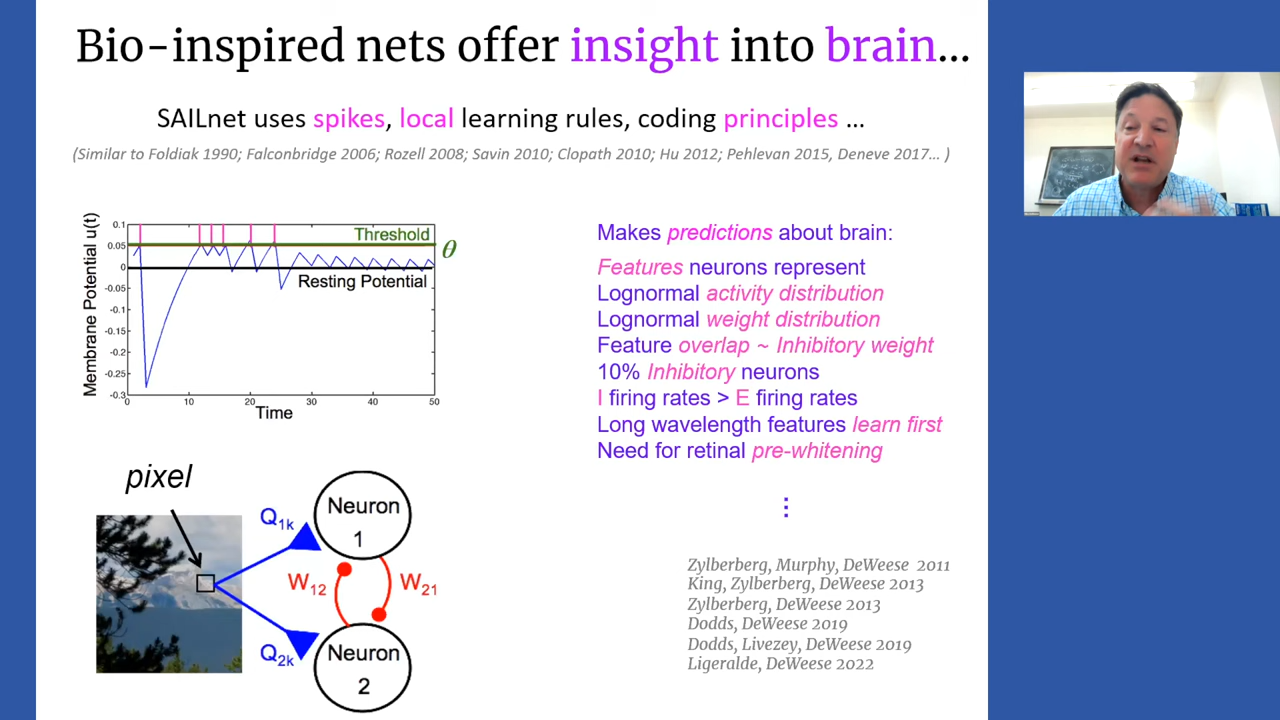 Bio-inspired nets offer insight into brain...
SAILnet uses spikes, local learning rules, coding principles ...
(Similar to Foldiak 1990; Falconbridge 2006; Rozell 2008; Savin 2010; Clopath 2010; Hu 2012; Pehlevan 2015, Deneve 2017... )
Membrane Potential u(t)
0.1
0.05
0
-0.05
-0.1
-0.15
-0.2
-0.25
-0.3
Threshold
θ
Resting Potential
0 10 20 30 40 50
Time
Makes predictions about brain:
Features neurons represent
Lognormal activity distribution
Lognormal weight distribution
Feature overlap ~ Inhibitory weight
10% Inhibitory neurons
I firing rates > E firing rates
Long wavelength features learn first
Need for retinal pre-whitening
⋮
pixel
Q1k
Neuron
1
W12
W21
Q2k
Neuron
2
Zylberberg, Murphy, DeWeese 2011
King, Zylberberg, DeWeese 2013
Zylberberg, DeWeese 2013
Dodds, DeWeese 2019
Dodds, Livezey, DeWeese 2019
Ligeralde, DeWeese 2022